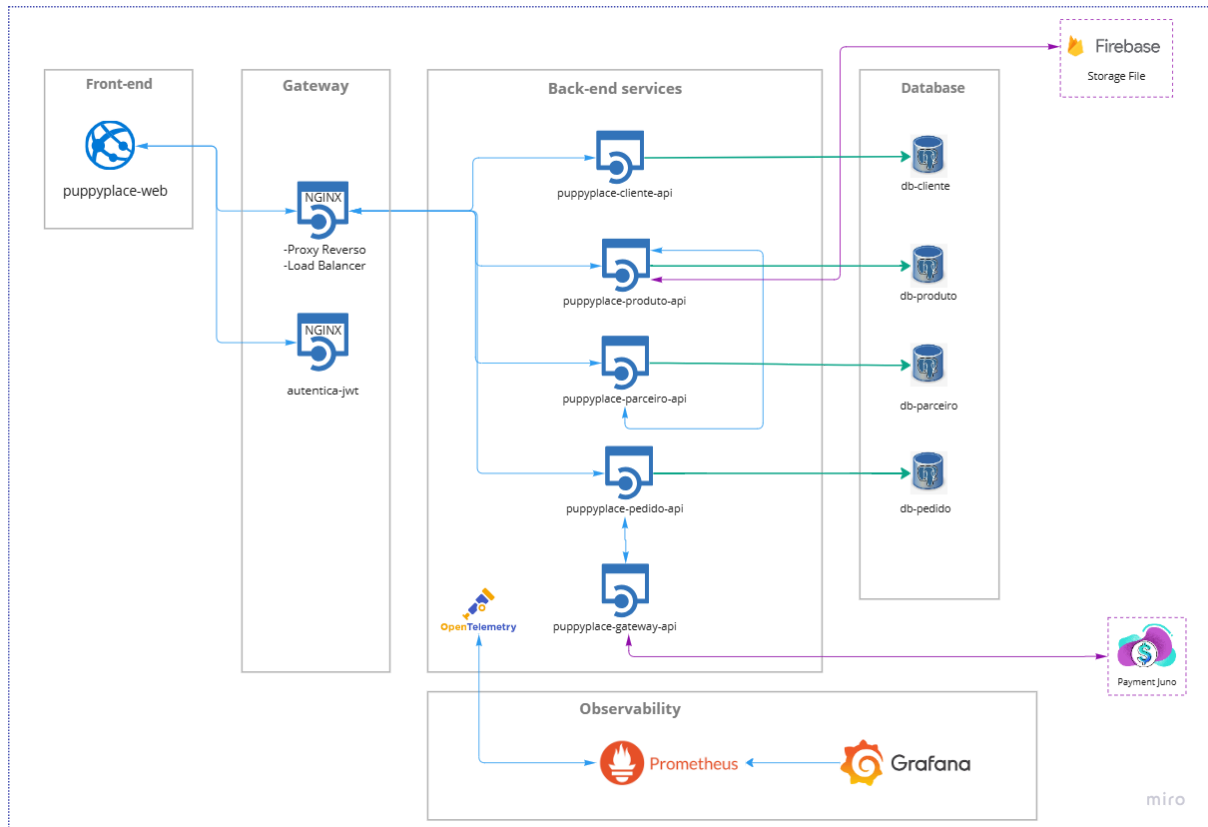 Firebase
Storage File
Front-end
puppyplace-web
Gateway
NGINX
-Proxy Reverso
-Load Balancer
NGINX
autentica-jwt
Back-end services
puppyplace-cliente-api
puppyplace-produto-api
puppyplace-parceiro-api
puppyplace-pedido-api
puppyplace-gateway-api
OpenTelemetry
Database
db-cliente
db-produto
db-parceiro
db-pedido
$
Payment Juno
Observability
Prometheus
Grafana
miro